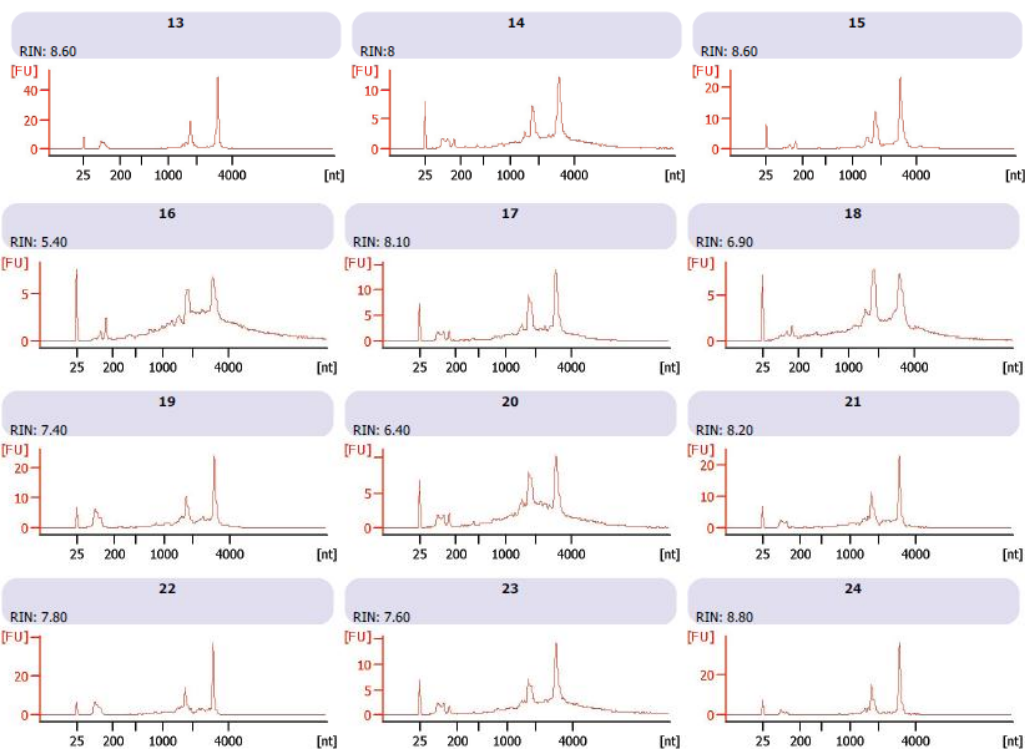 13 14 15
RIN: 8.60 RIN:8 RIN: 8.60
[FU] [FU] [FU]
40 10 20
20 5 10
0 0 0
25 200 1000 4000 [nt] 25 200 1000 4000 [nt] 25 200 1000 4000 [nt]
16 17 18
RIN: 5.40 RIN: 8.10 RIN: 6.90
[FU] [FU] [FU]
15
10
5 5 5
0 0 0
25 200 1000 4000 [nt] 25 200 1000 4000 [nt] 25 200 1000 4000 [nt]
19 20 21
RIN: 7.40 RIN: 6.40 RIN: 8.20
[FU] [FU] [FU]
20 20
10 5 10
0 0 0
25 200 1000 4000 [nt] 25 200 1000 4000 [nt] 25 200 1000 4000 [nt]
22 23 24
RIN: 7.80 RIN: 7.60 RIN: 8.80
[FU] [FU] [FU]
20 10 20
5
0 0 0
25 200 1000 4000 [nt] 25 200 1000 4000 [nt] 25 200 1000 4000 [nt]